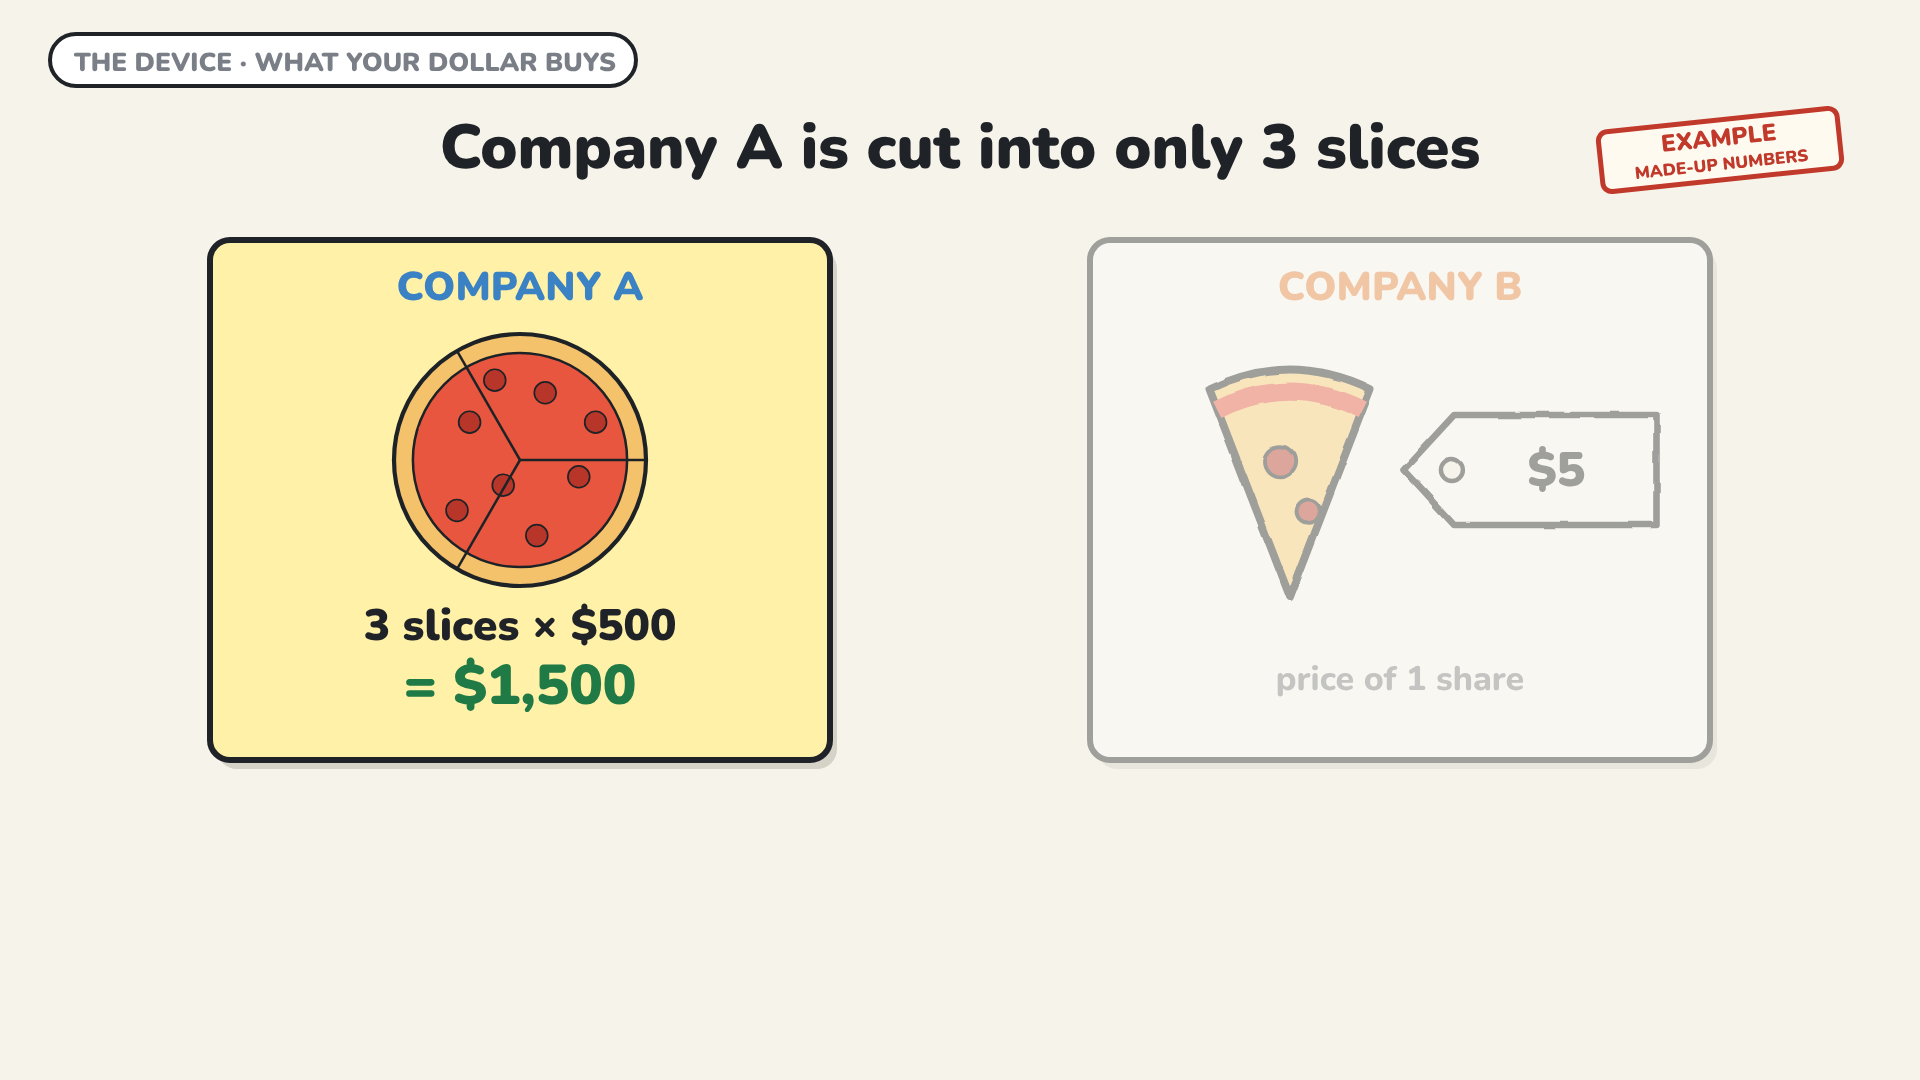 THE DEVICE · WHAT YOUR DOLLAR BUYS
Company A is cut into only 3 slices
EXAMPLE
MADE-UP NUMBERS
COMPANY A
3 slices × $500
= $1,500
COMPANY B
$5
price of 1 share